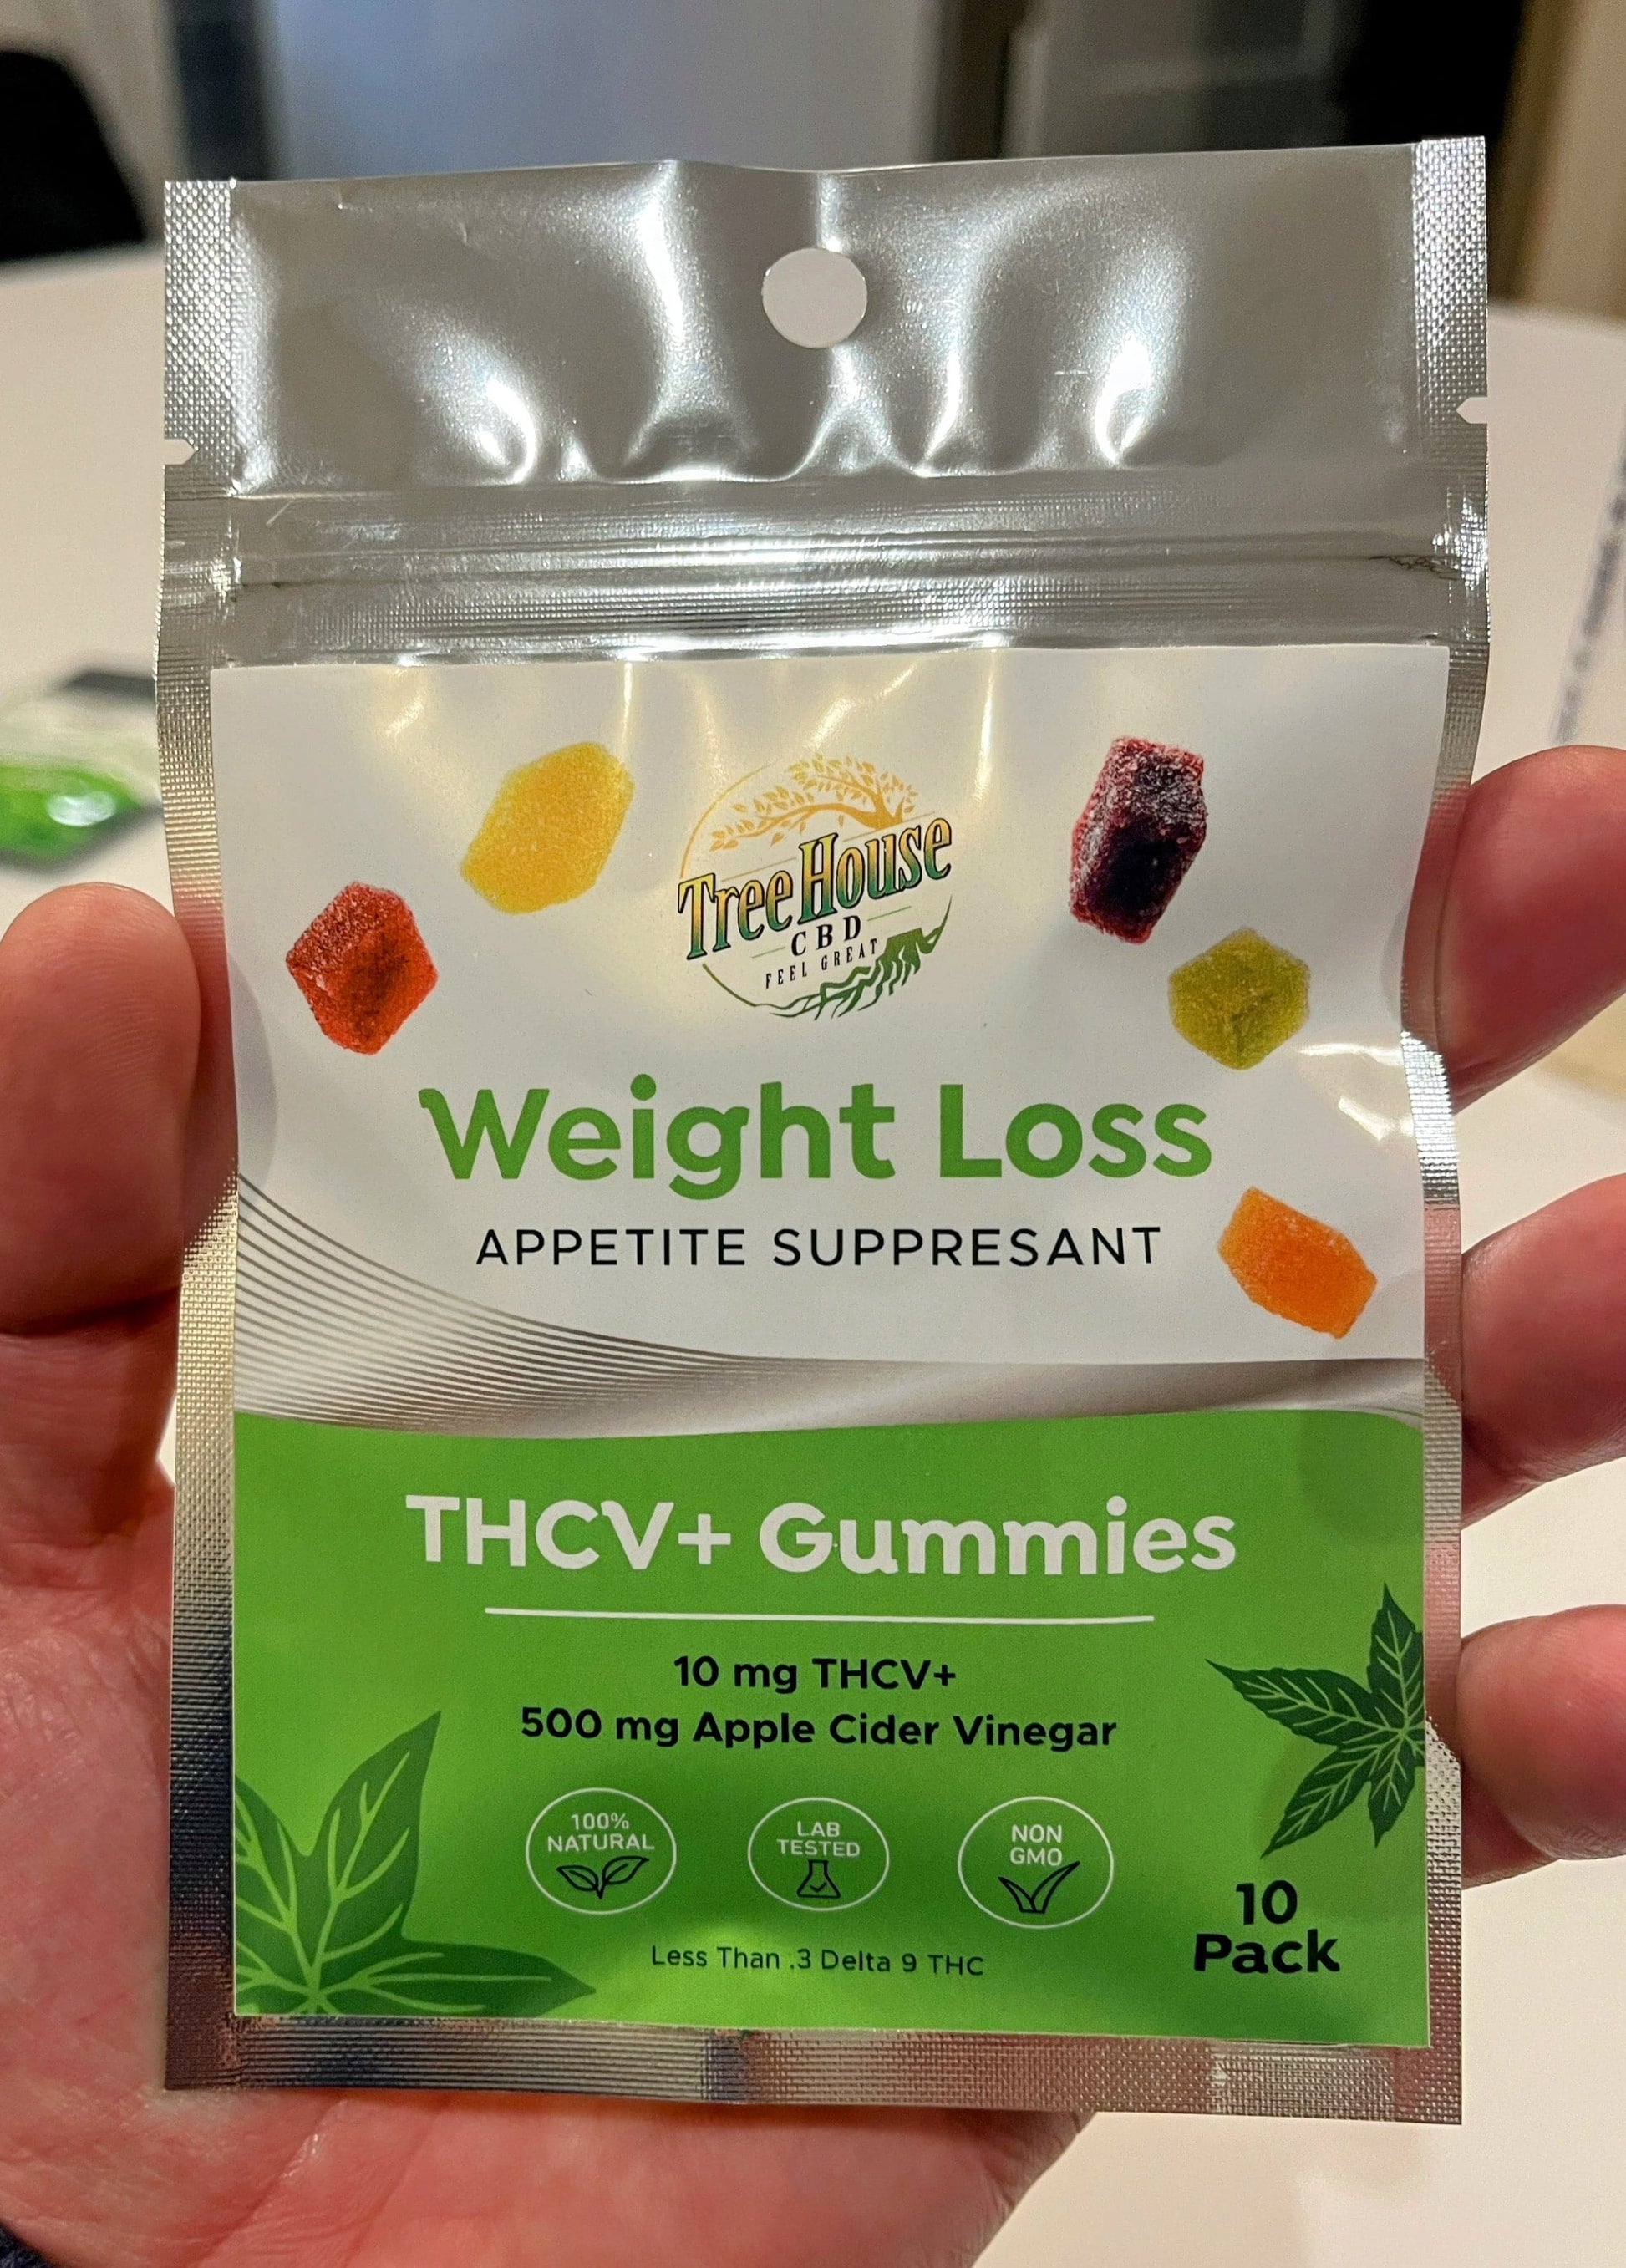 TreeHouse
CBD
FEEL GREAT
Weight Loss
APPETITE SUPPRESANT
THCV+ Gummies
10 mg THCV+
500 mg Apple Cider Vinegar
100%
NATURAL
LAB
TESTED
NON
GMO
10
Pack
Less Than .3 Delta 9 THC